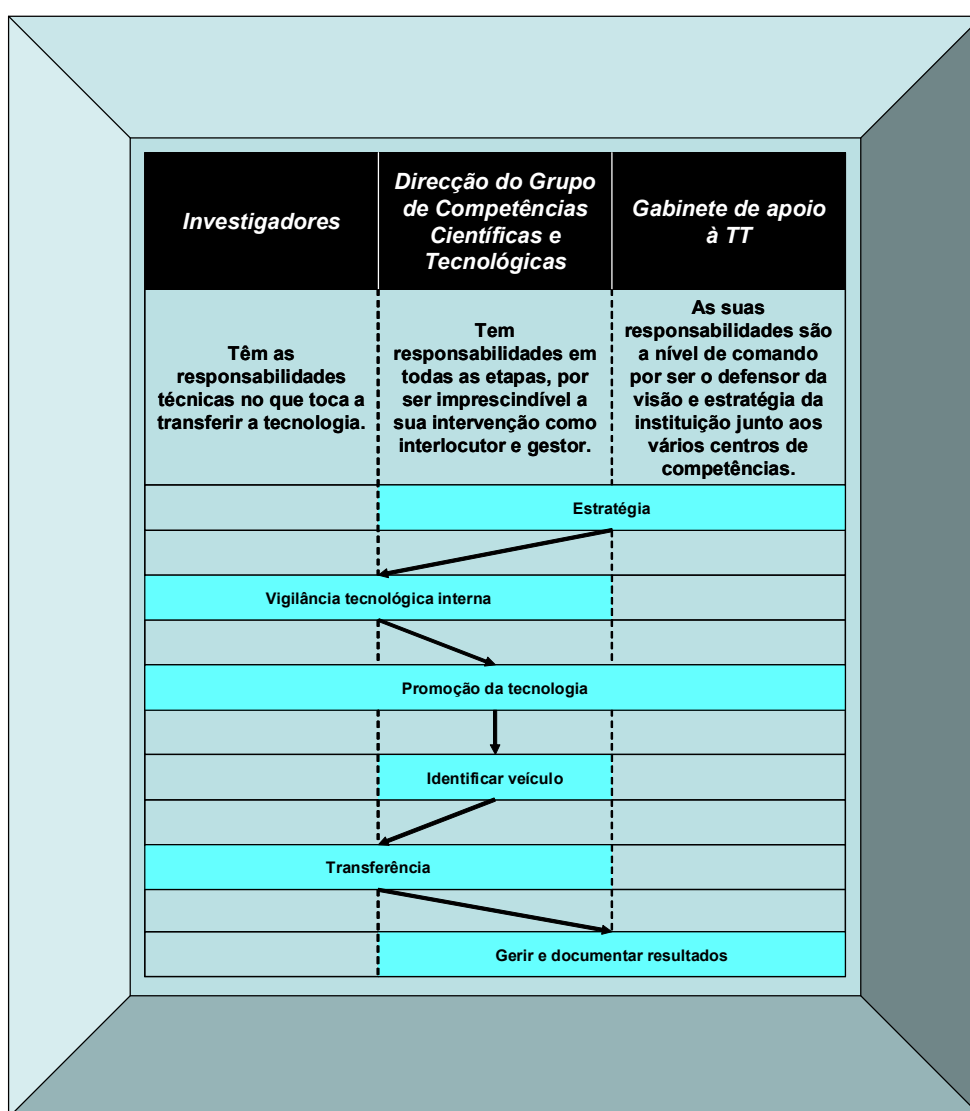 Investigadores
Direcção do Grupo
de Competências
Científicas e
Tecnológicas
Gabinete de apoio
à TT
Têm as
responsabilidades
técnicas no que toca a
transferir a tecnologia.
Tem
responsabilidades em
todas as etapas, por
ser imprescindível a
sua intervenção como
interlocutor e gestor.
As suas
responsabilidades são
a nível de comando
por ser o defensor da
visão e estratégia da
instituição junto aos
vários centros de
competências.
Estratégia
Vigilância tecnológica interna
Promoção da tecnologia
Identificar veículo
Transferência
Gerir e documentar resultados